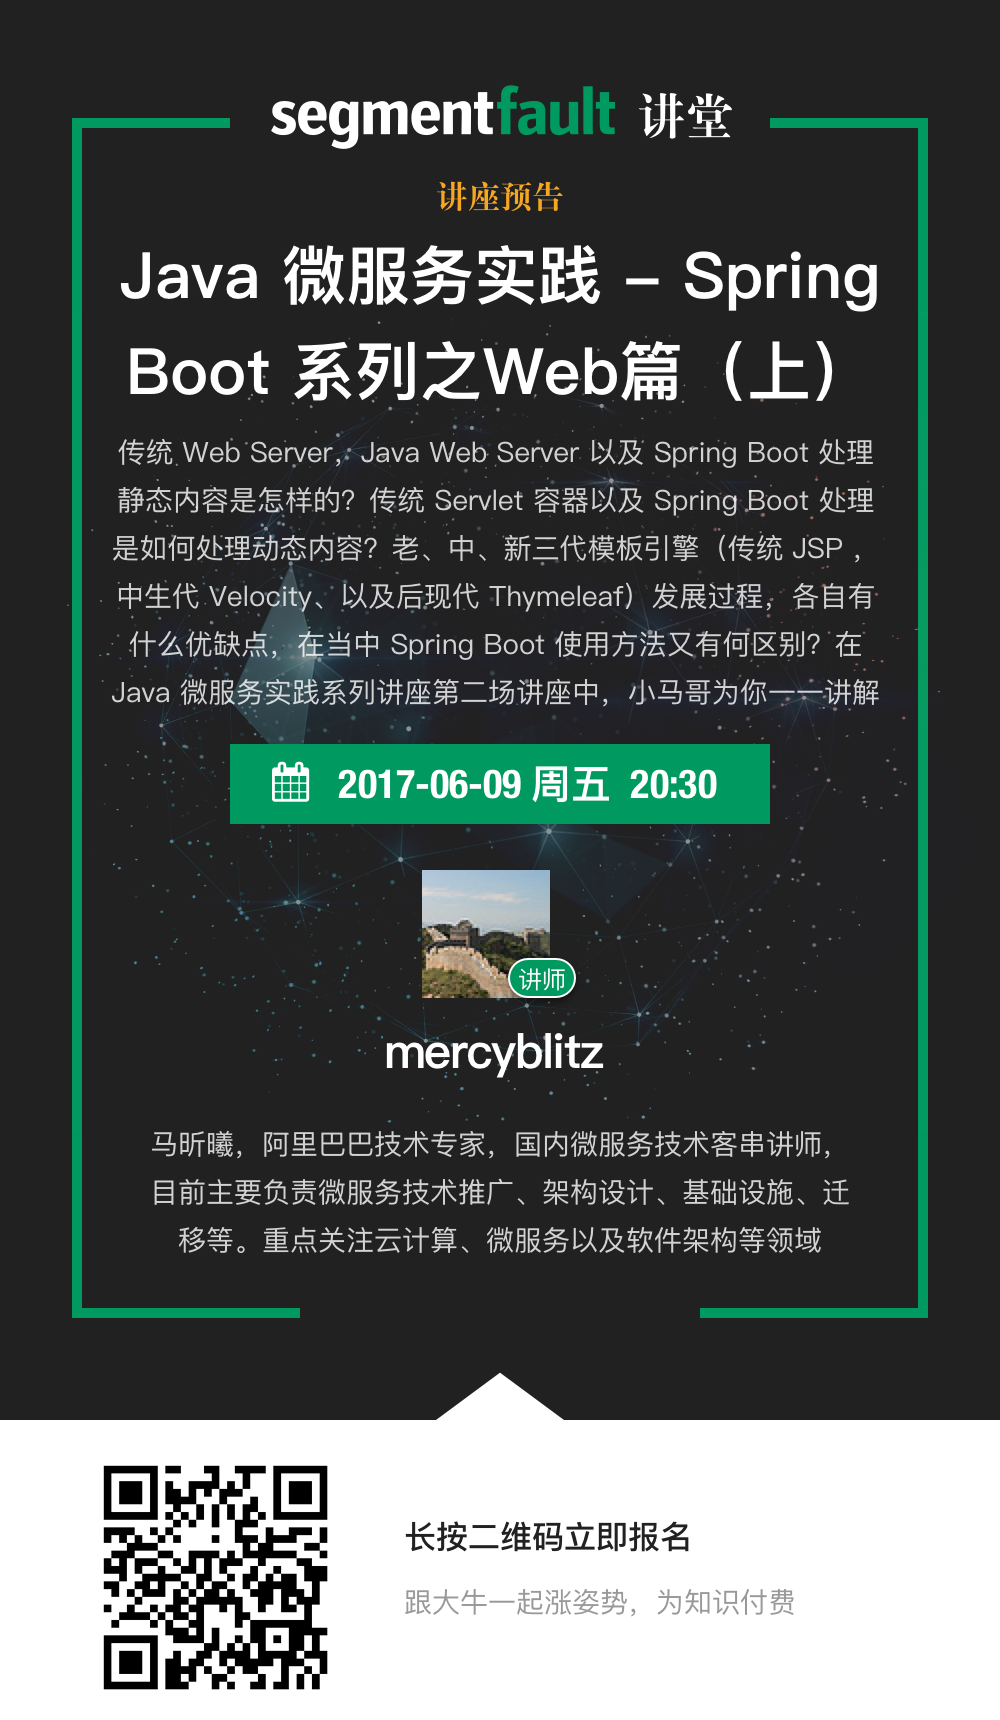 segmentfault 讲堂
讲座预告
Java 微服务实践 – Spring
Boot 系列之Web篇（上）
传统 Web Server，Java Web Server 以及 Spring Boot 处理
静态内容是怎样的？传统 Servlet 容器以及 Spring Boot 处理
是如何处理动态内容？老、中、新三代模板引擎（传统 JSP ，
中生代 Velocity、以及后现代 Thymeleaf）发展过程，各自有
什么优缺点，在当中 Spring Boot 使用方法又有何区别？在
Java 微服务实践系列讲座第二场讲座中，小马哥为你一一讲解
2017-06-09 周五 20:30
讲师
mercyblitz
马昕曦，阿里巴巴技术专家，国内微服务技术客串讲师，
目前主要负责微服务技术推广、架构设计、基础设施、迁
移等。重点关注云计算、微服务以及软件架构等领域
长按二维码立即报名
跟大牛一起涨姿势，为知识付费